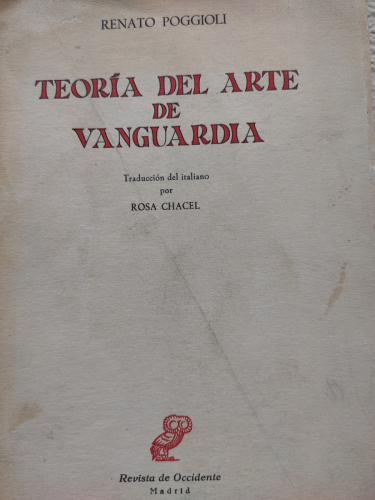 RENATO POGGIOLI
TEORÍA DEL ARTE
DE
VANGUARDIA
Traducción del italiano
por
ROSA CHACEL
Revista de Occidente
Madrid